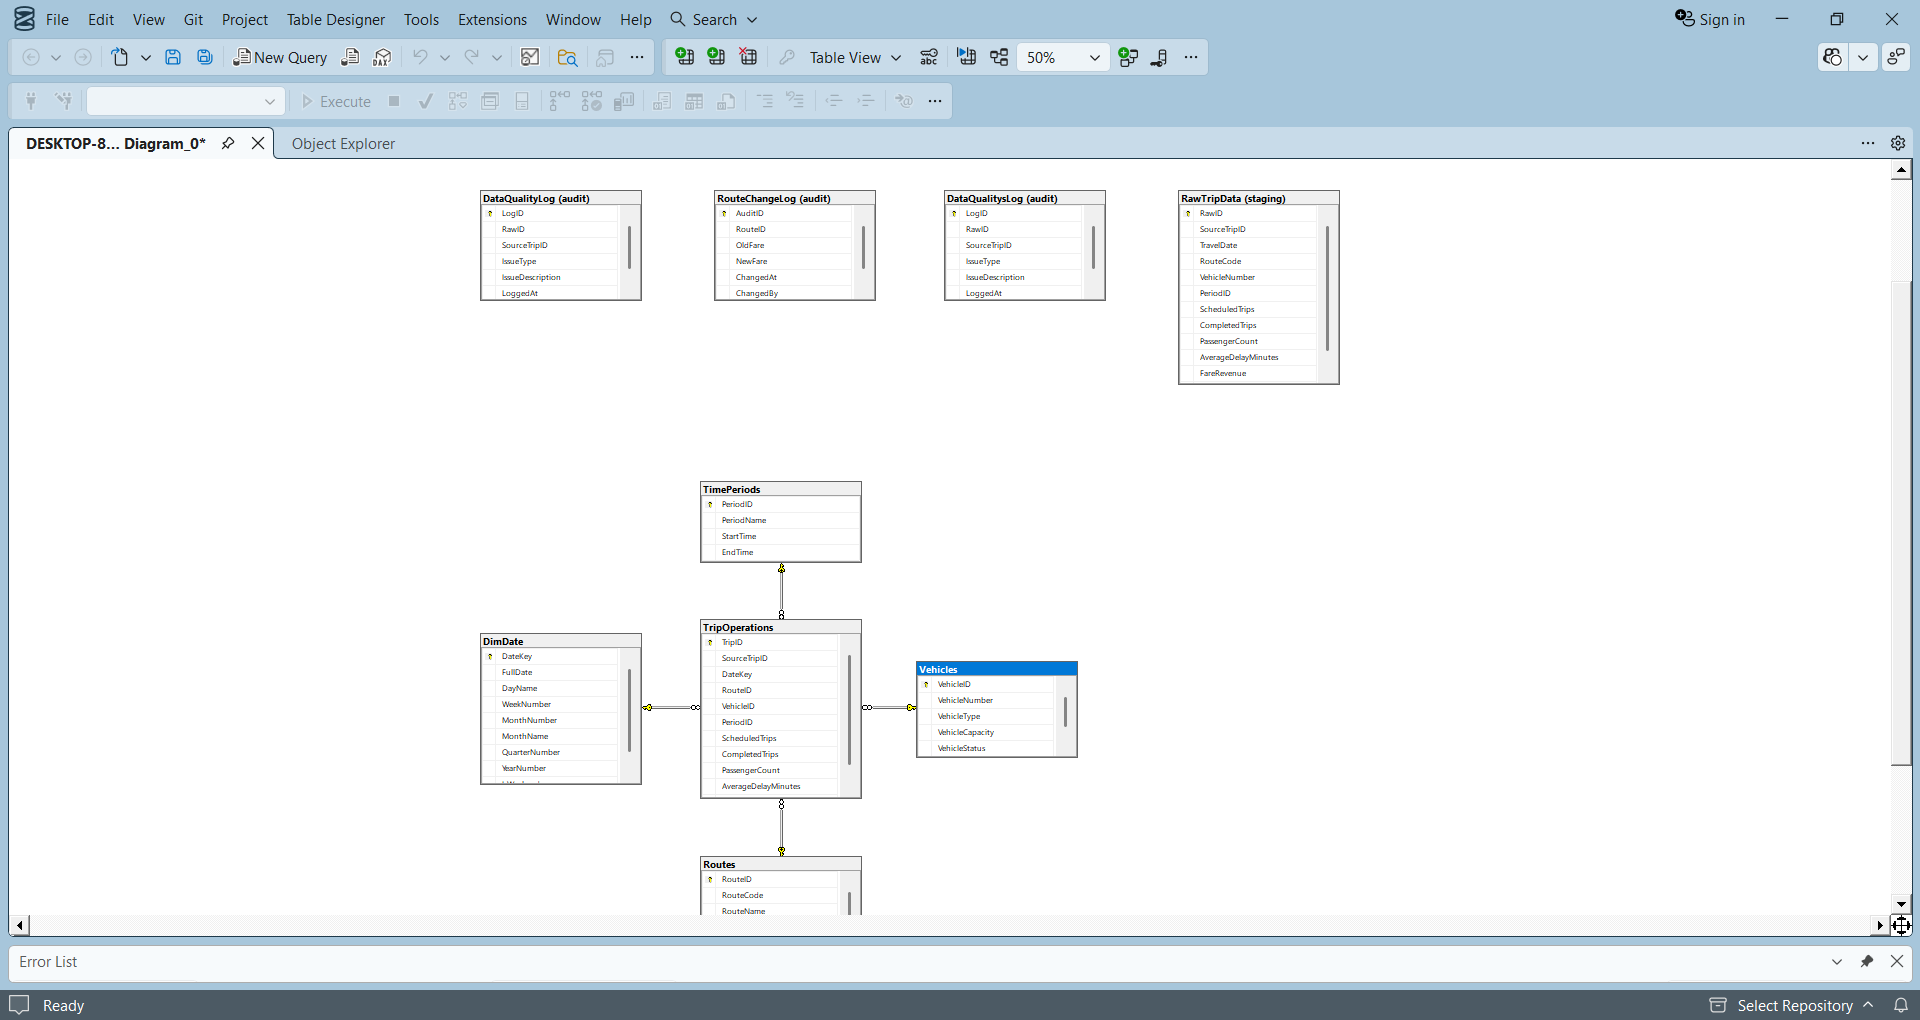 File Edit View Git Project Table Designer Tools Extensions Window Help Search Sign in
New Query DAX Table View abc 50%
Execute
DESKTOP-8... Diagram_0* Object Explorer
DataQualityLog (audit)
LogID
RawID
SourceTripID
IssueType
IssueDescription
LoggedAt
RouteChangeLog (audit)
AuditID
RouteID
OldFare
NewFare
ChangedAt
ChangedBy
DataQualitysLog (audit)
LogID
RawID
SourceTripID
IssueType
IssueDescription
LoggedAt
RawTripData (staging)
RawID
SourceTripID
TravelDate
RouteCode
VehicleNumber
PeriodID
ScheduledTrips
CompletedTrips
PassengerCount
AverageDelayMinutes
FareRevenue
TimePeriods
PeriodID
PeriodName
StartTime
EndTime
DimDate
DateKey
FullDate
DayName
WeekNumber
MonthNumber
MonthName
QuarterNumber
YearNumber
TripOperations
TripID
SourceTripID
DateKey
RouteID
VehicleID
PeriodID
ScheduledTrips
CompletedTrips
PassengerCount
AverageDelayMinutes
Vehicles
VehicleID
VehicleNumber
VehicleType
VehicleCapacity
VehicleStatus
Routes
RouteID
RouteCode
RouteName
Error List
Ready Select Repository